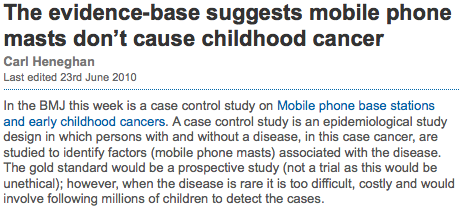 The evidence-base suggests mobile phone
masts don’t cause childhood cancer
Carl Heneghan
Last edited 23rd June 2010
In the BMJ this week is a case control study on Mobile phone base stations
and early childhood cancers. A case control study is an epidemiological study
design in which persons with and without a disease, in this case cancer, are
studied to identify factors (mobile phone masts) associated with the disease.
The gold standard would be a prospective study (not a trial as this would be
unethical); however, when the disease is rare it is too difficult, costly and would
involve following millions of children to detect the cases.